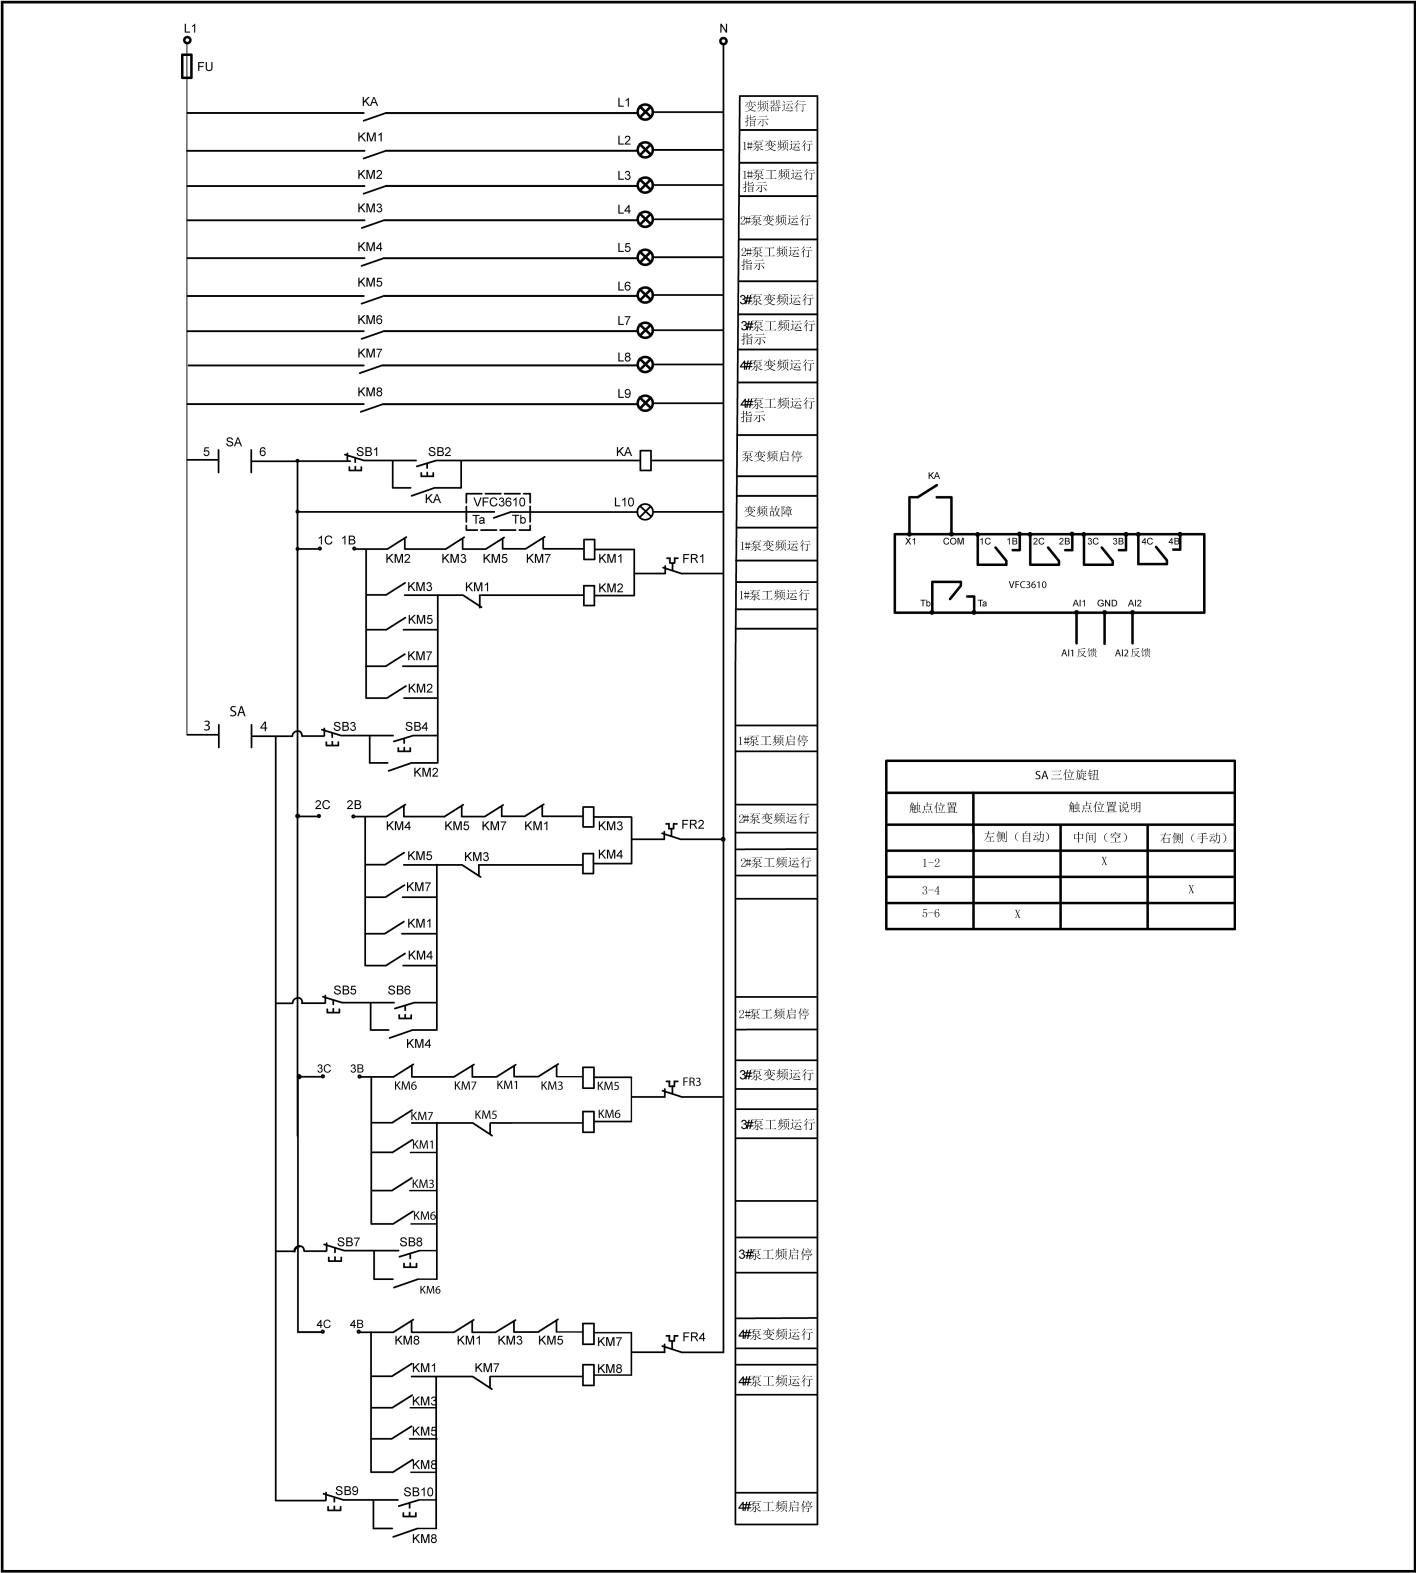 L1
N
FU
KA
L1
变频器运行
指示
KM1
L2
1#泵变频运行
KM2
L3
1#泵工频运行
指示
KM3
L4
2#泵变频运行
KM4
L5
2#泵工频运行
指示
KM5
L6
3#泵变频运行
KM6
L7
3#泵工频运行
指示
KM7
L8
4#泵变频运行
KM8
L9
4#泵工频运行
指示
5
SA
6
SB1
SB2
KA
KA
泵变频启停
VFC3610
Ta
Tb
L10
变频故障
1C
1B
KM2
KM3
KM5
KM7
KM1
FR1
1#泵变频运行
KM3
KM1
KM2
1#泵工频运行
KM5
KM7
KM2
3
SA
4
SB3
SB4
KM2
1#泵工频启停
2C
2B
KM4
KM5
KM7
KM1
KM3
FR2
2#泵变频运行
KM5
KM3
KM4
2#泵工频运行
KM7
KM1
KM4
SB5
SB6
KM4
2#泵工频启停
3C
3B
KM6
KM7
KM1
KM3
KM5
FR3
3#泵变频运行
KM7
KM5
KM6
3#泵工频运行
KM1
KM3
KM6
SB7
SB8
KM6
3#泵工频启停
4C
4B
KM8
KM1
KM3
KM5
KM7
FR4
4#泵变频运行
KM1
KM7
KM8
4#泵工频运行
KM3
KM5
KM8
SB9
SB10
KM8
4#泵工频启停
KA
X1
COM
1C
1B
2C
2B
3C
3B
4C
4B
VFC3610
Tb
Ta
AI1
GND
AI2
AI1反馈
AI2反馈
SA三位旋钮
触点位置
触点位置说明
左侧（自动）
中间（空）
右侧（手动）
1-2
X
3-4
X
5-6
X